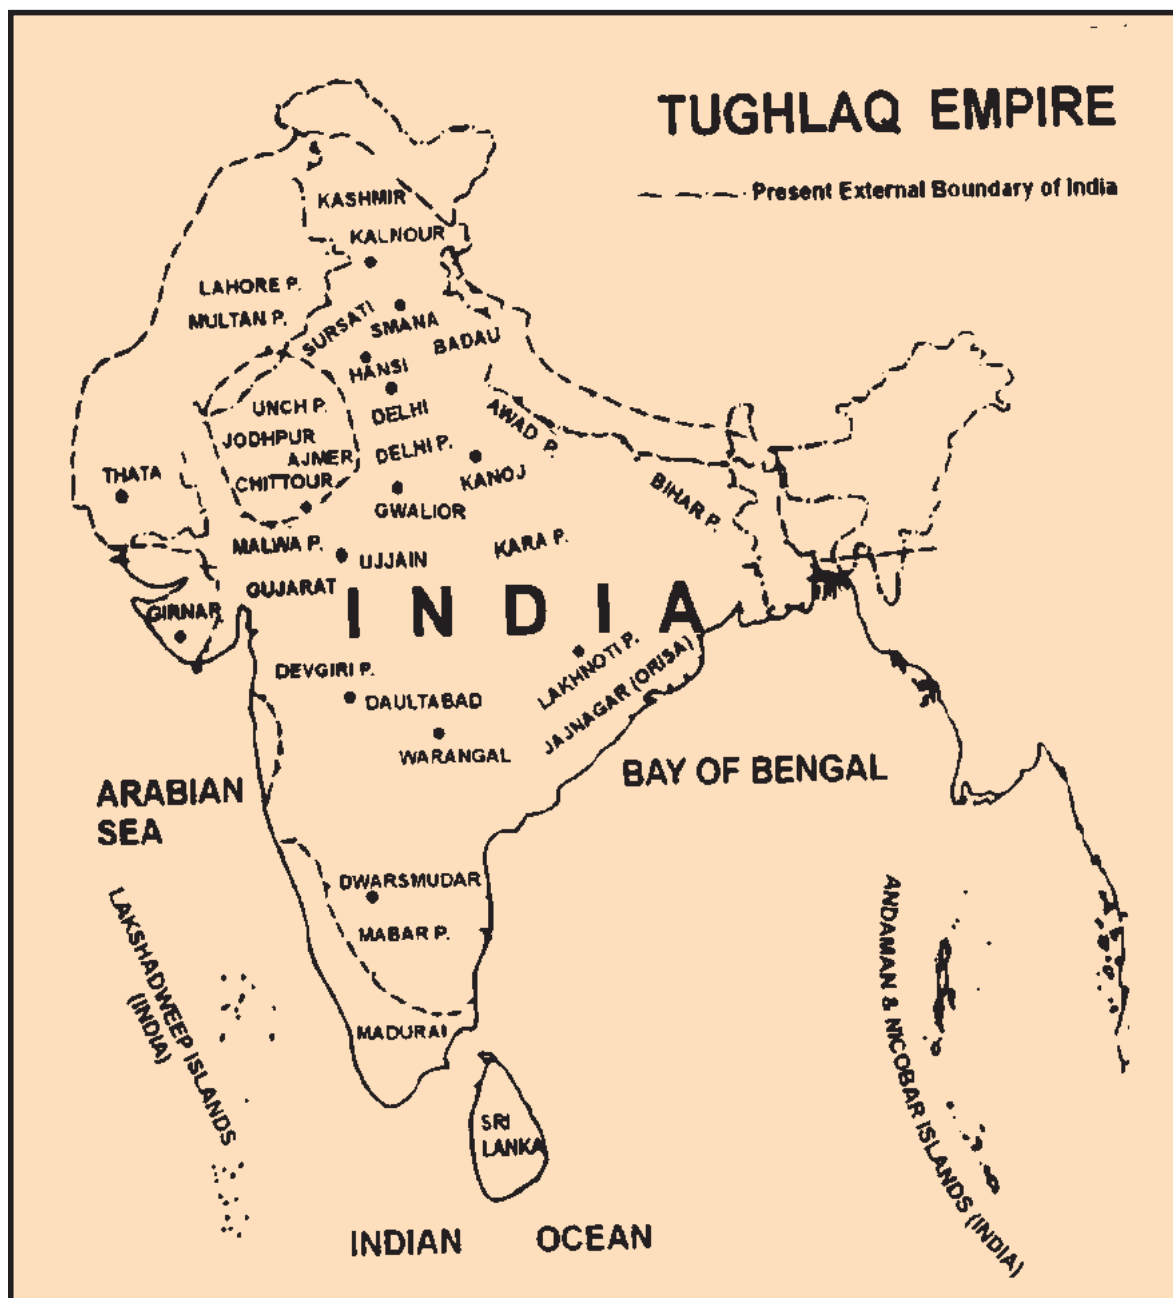 TUGHLAQ EMPIRE
Present External Boundary of India
KASHMIR
KALNOUR
LAHORE P.
MULTAN P.
SURSATI
SMANA
BADAU
HANSI
UNCH P.
DELHI
AWAD P.
JODHPUR
AJMER
DELHI P.
THATA
CHITTOUR
KANOJ
BIHAR P.
GWALIOR
MALWA P.
UJJAIN
KARA P.
GUJARAT
INDIA
GIRNAR
DEVGIRI P.
LAKHNOTI P.
DAULTABAD
JAJNAGAR (ORISA)
WARANGAL
BAY OF BENGAL
ARABIAN
SEA
DWARSMUDAR
MABAR P.
LAKSHADWEEP ISLANDS
(INDIA)
ANDAMAN & NICOBAR ISLANDS (INDIA)
MADURAI
SRI
LANKA
INDIAN OCEAN